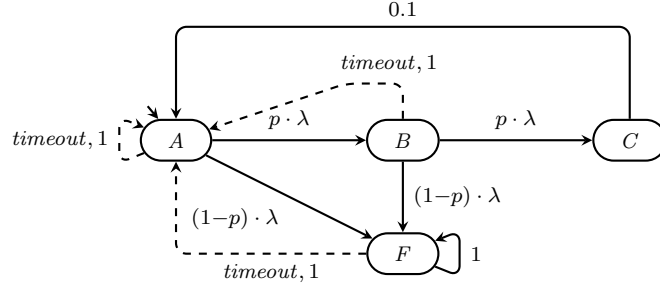 0.1
timeout, 1
p · λ
p · λ
timeout, 1
A
B
C
(1−p) · λ
(1−p) · λ
F
1
timeout, 1